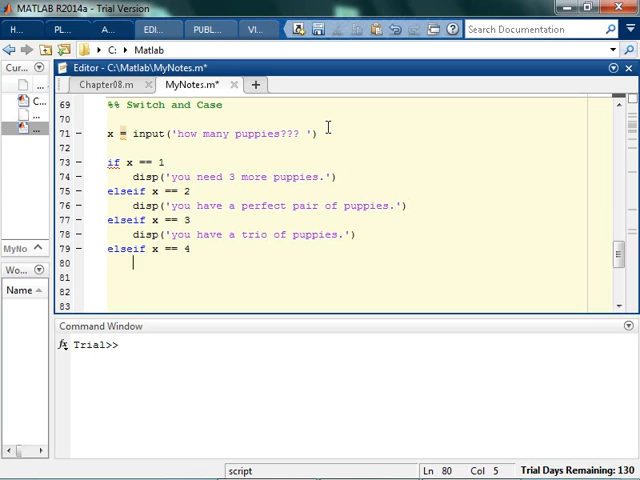 MATLAB R2014a - Trial Version
H... PL... A... EDI... PUBL... VI... Search Documentation
C: Matlab
Cur... Editor - C:\Matlab\MyNotes.m*
Chapter08.m MyNotes.m*
69 %% Switch and Case
70
71 x = input('how many puppies??? ')
72
73 if x == 1
74 disp('you need 3 more puppies.')
75 elseif x == 2
76 disp('you have a perfect pair of puppies.')
77 elseif x == 3
78 disp('you have a trio of puppies.')
79 elseif x == 4
80
81
82
83
... 
C...
...
...
MyNo
Wo...
Name
Command Window
fx Trial>>
script Ln 80 Col 5 Trial Days Remaining: 130